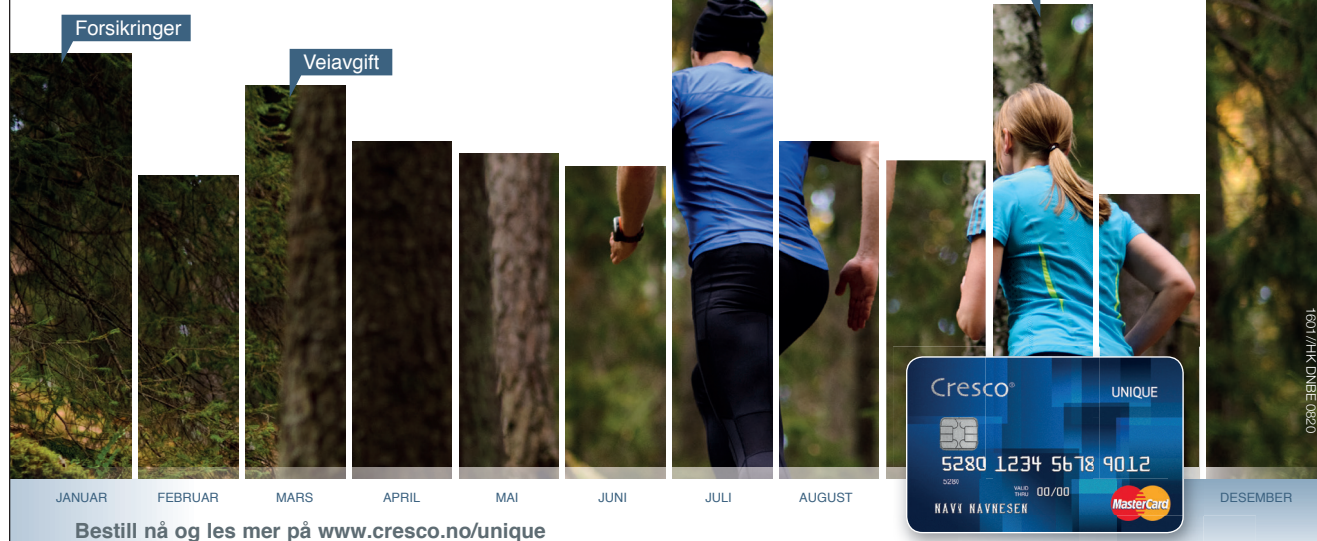 Forsikringer
Veiavgift
Cresco®
UNIQUE
5280 1234 5678 9012
5280
VALID THRU 00/00
NAVN NAVNESEN
MasterCard
JANUAR FEBRUAR MARS APRIL MAI JUNI JULI AUGUST DESEMBER
Bestill nå og les mer på www.cresco.no/unique
1601//HK DNBE 0820